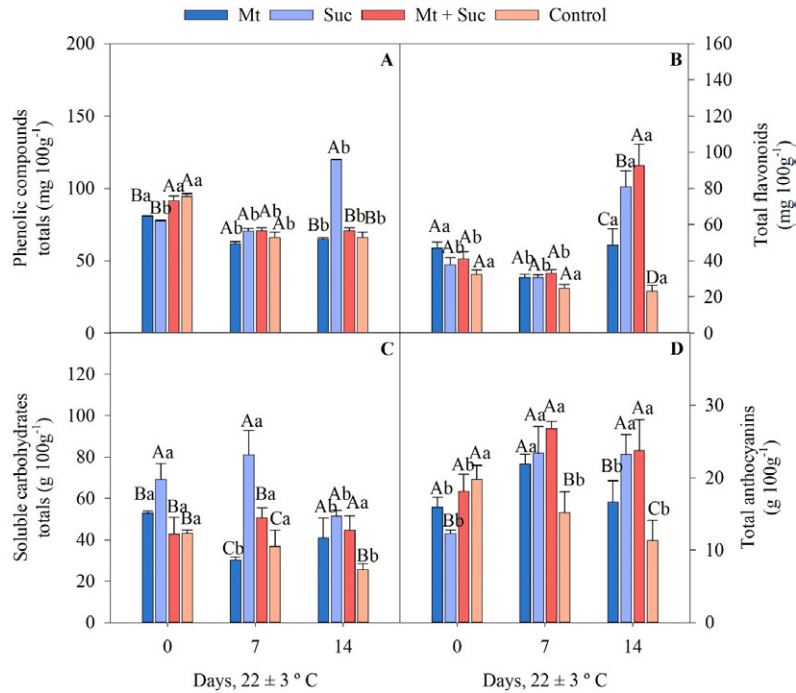 Mt Suc Mt + Suc Control
A
Phenolic compounds
totals (mg 100g-1)
200
150
100
50
0
Ba Bb Aa Aa
Ab Ab Ab Ab
Bb Ab Bb Bb
B
Total flavonoids
(mg 100g-1)
160
140
120
100
80
60
40
20
0
Aa Ab Ab Aa
Ab Ab Ab Aa
Ca Ba Aa Da
C
Soluble carbohydrates
totals (g 100g-1)
120
100
80
60
40
20
0
Ba Aa Ba Ba
Cb Aa Ba Ca
Ab Ab Aa Bb
0 7 14
Days, 22 ± 3 º C
D
Total anthocyanins
(g 100g-1)
30
20
10
0
Ab Bb Ab Aa
Aa Aa Aa Bb
Bb Aa Aa Cb
0 7 14
Days, 22 ± 3 º C